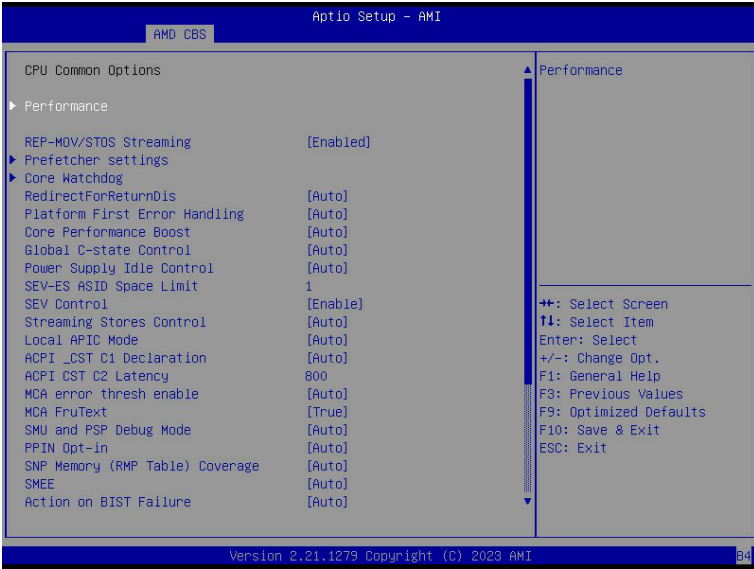 Aptio Setup – AMI
AMD CBS
CPU Common Options
Performance
REP-MOV/STOS Streaming [Enabled]
Prefetcher settings
Core Watchdog
RedirectForReturnDis [Auto]
Platform First Error Handling [Auto]
Core Performance Boost [Auto]
Global C-state Control [Auto]
Power Supply Idle Control [Auto]
SEV-ES ASID Space Limit 1
SEV Control [Enable]
Streaming Stores Control [Auto]
Local APIC Mode [Auto]
ACPI _CST C1 Declaration [Auto]
ACPI CST C2 Latency 800
MCA error thresh enable [Auto]
MCA FruText [True]
SMU and PSP Debug Mode [Auto]
PPIN Opt-in [Auto]
SNP Memory (RMP Table) Coverage [Auto]
SMEE [Auto]
Action on BIST Failure [Auto]
Performance
→←: Select Screen
↑↓: Select Item
Enter: Select
+/-: Change Opt.
F1: General Help
F3: Previous Values
F9: Optimized Defaults
F10: Save & Exit
ESC: Exit
Version 2.21.1279 Copyright (C) 2023 AMI
B4